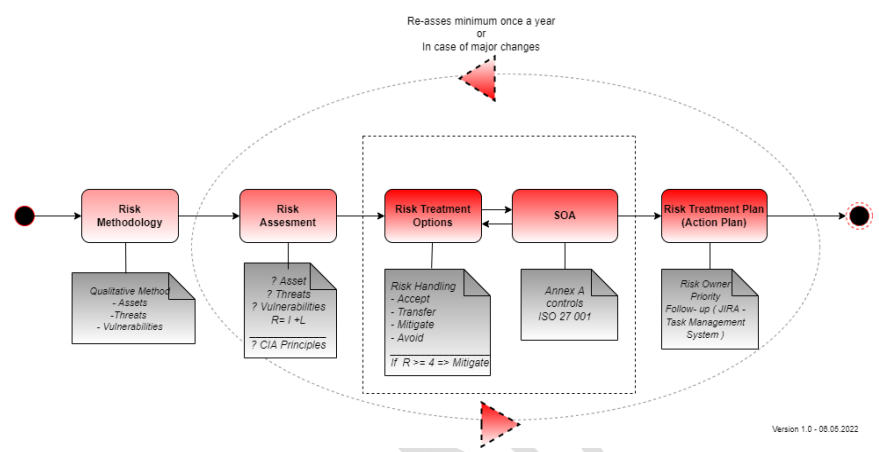 Re-asses minimum once a year
or
In case of major changes
Risk
Methodology
Risk
Assesment
Risk Treatment
Options
SOA
Risk Treatment Plan
(Action Plan)
Qualitative Method
- Assets
-Threats
- Vulnerabilities
? Asset
? Threats
? Vulnerabilities
R= I +L
? CIA Principles
Risk Handling
- Accept
- Transfer
- Mitigate
- Avoid
If R >= 4 => Mitigate
Annex A
controls
ISO 27 001
Risk Owner
Priority
Follow- up ( JIRA -
Task Management
System )
Version 1.0 - 08.05.2022